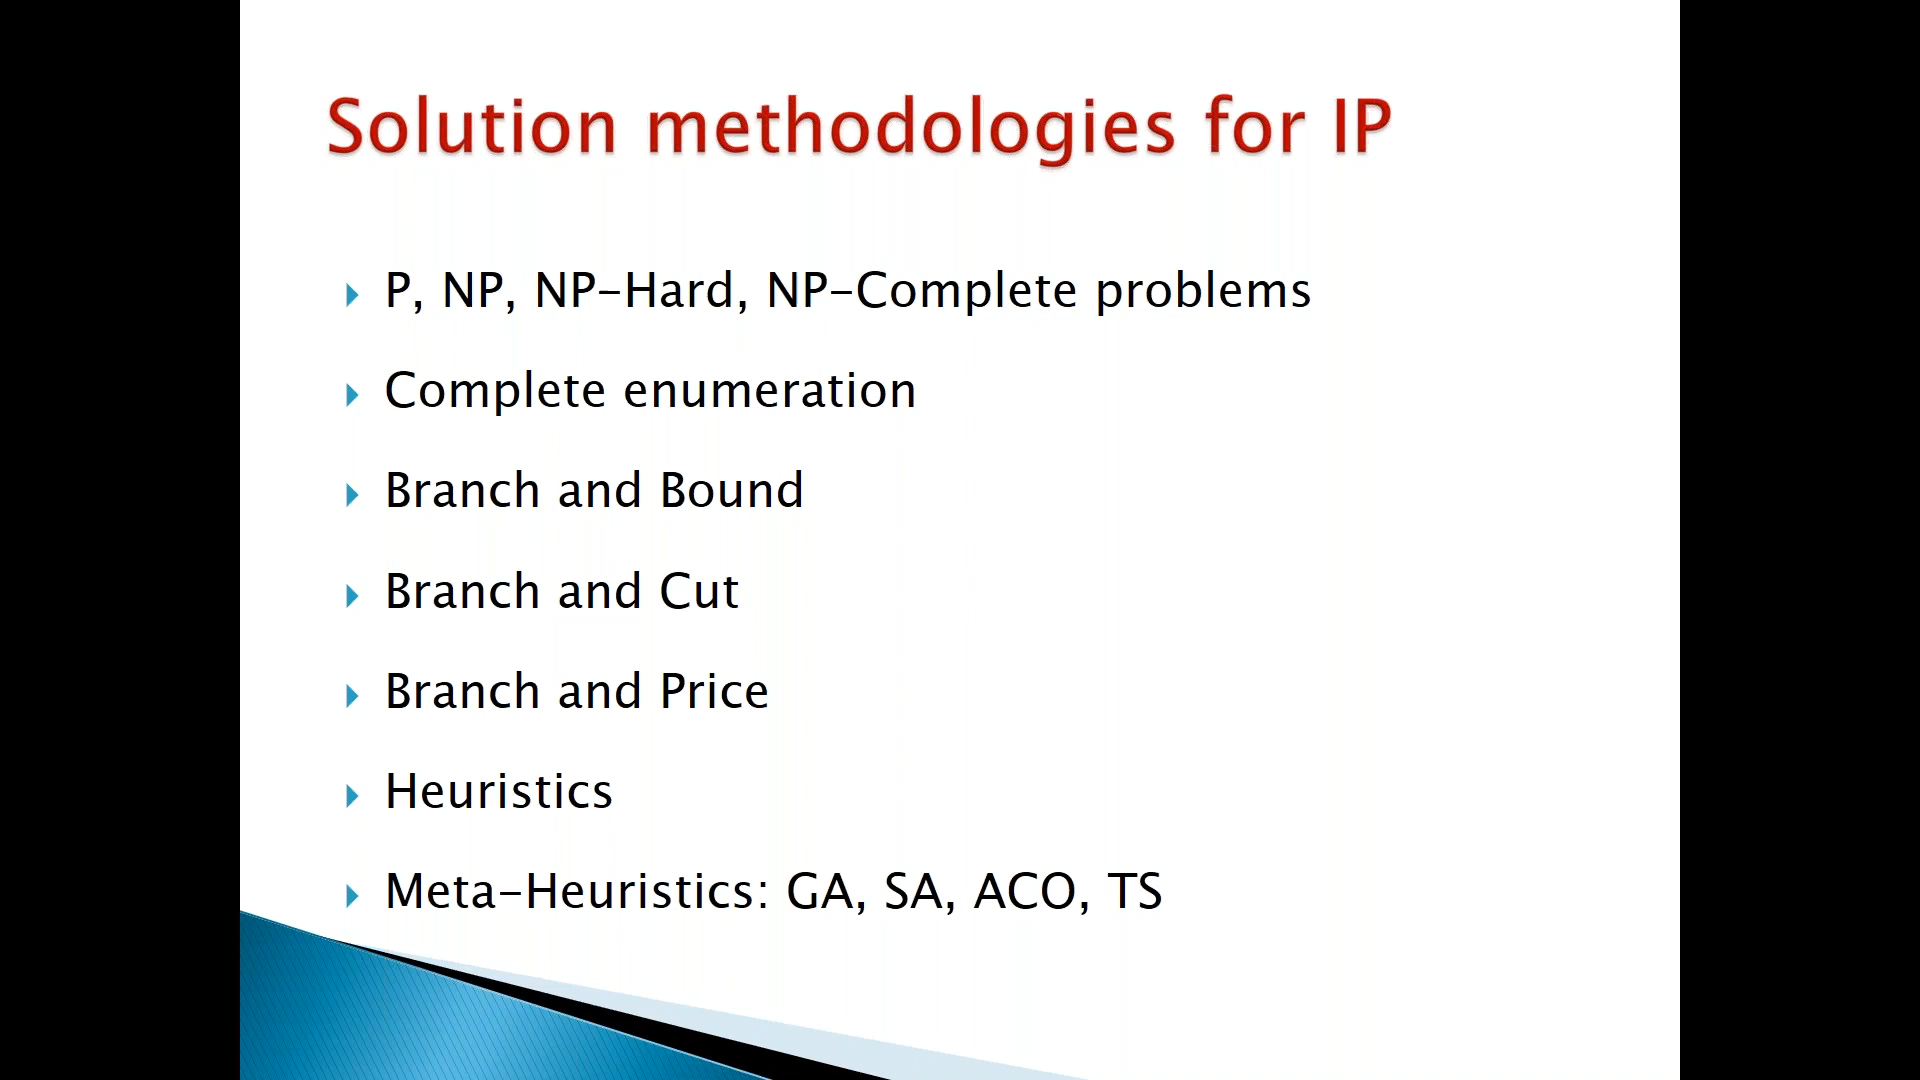 Solution methodologies for IP
P, NP, NP-Hard, NP-Complete problems
Complete enumeration
Branch and Bound
Branch and Cut
Branch and Price
Heuristics
Meta-Heuristics: GA, SA, ACO, TS